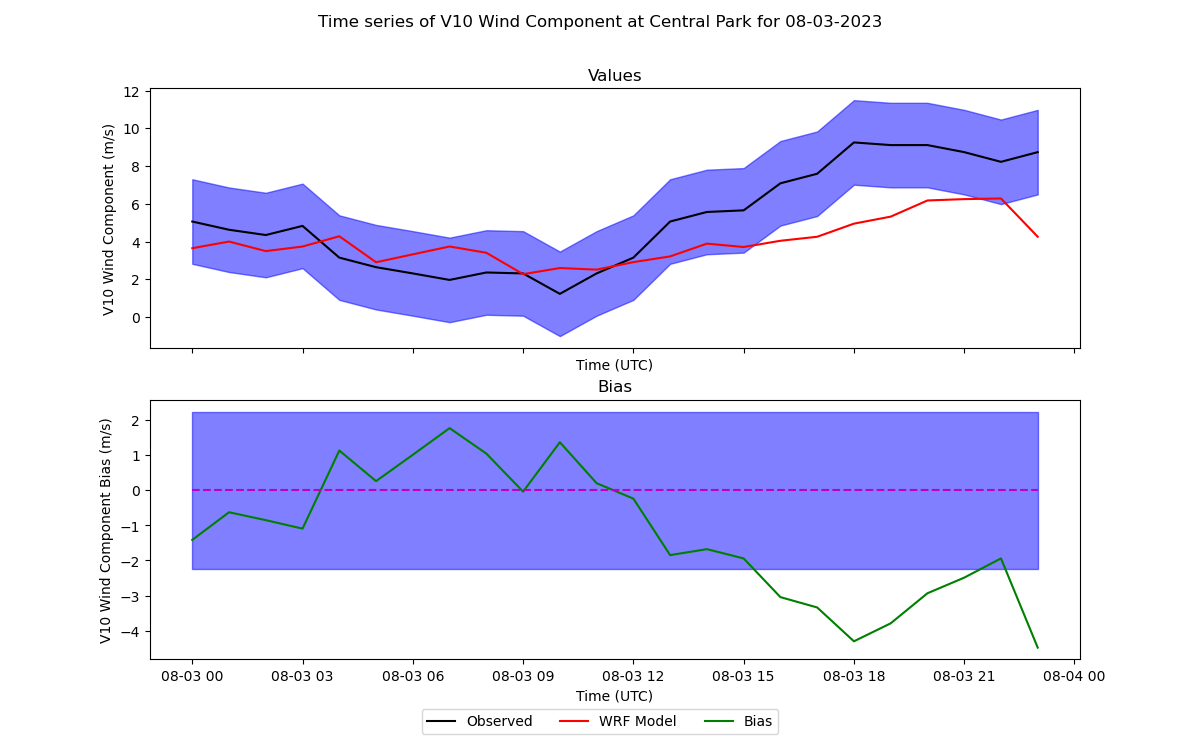 Time series of V10 Wind Component at Central Park for 08-03-2023
Values
V10 Wind Component (m/s)
12
10
8
6
4
2
0
Time (UTC)
Bias
V10 Wind Component Bias (m/s)
2
1
0
−1
−2
−3
−4
08-03 00 08-03 03 08-03 06 08-03 09 08-03 12 08-03 15 08-03 18 08-03 21 08-04 00
Time (UTC)
Observed WRF Model Bias